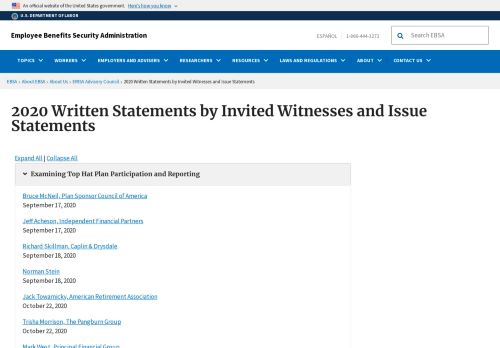 An official website of the United States government. Here's how you know
U.S. DEPARTMENT OF LABOR
Employee Benefits Security Administration
ESPAÑOL | 1-866-444-3272
Search EBSA
TOPICS WORKERS EMPLOYERS AND ADVISERS RESEARCHERS RESOURCES LAWS AND REGULATIONS ABOUT CONTACT US
EBSA › About EBSA › About Us › ERISA Advisory Council › 2020 Written Statements by Invited Witnesses and Issue Statements
2020 Written Statements by Invited Witnesses and Issue
Statements
Expand All | Collapse All
Examining Top Hat Plan Participation and Reporting
Bruce McNeil, Plan Sponsor Council of America
September 17, 2020
Jeff Acheson, Independent Financial Partners
September 17, 2020
Richard Skillman, Caplin & Drysdale
September 18, 2020
Norman Stein
September 18, 2020
Jack Towarnicky, American Retirement Association
October 22, 2020
Trisha Morrison, The Pangburn Group
October 22, 2020
Mark West, Principal Financial Group